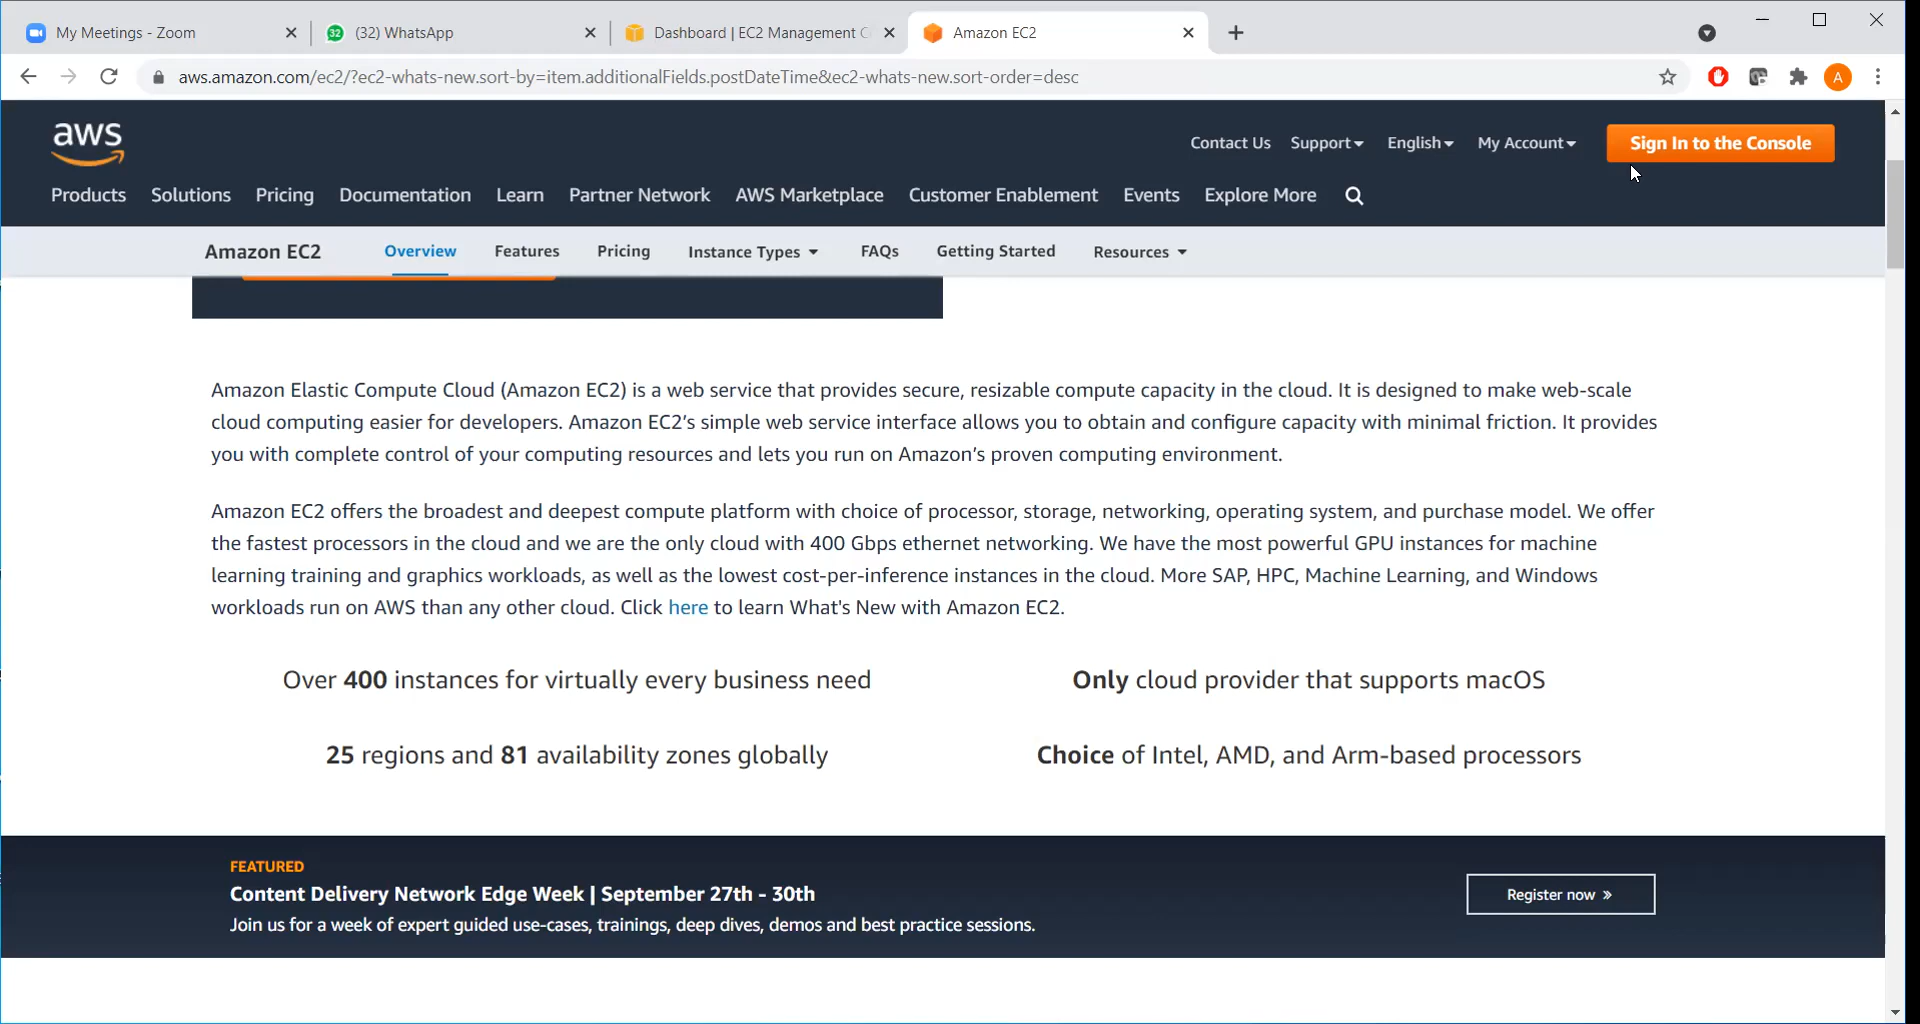 My Meetings - Zoom
32
(32) WhatsApp
Dashboard | EC2 Management C
Amazon EC2
aws.amazon.com/ec2/?ec2-whats-new.sort-by=item.additionalFields.postDateTime&ec2-whats-new.sort-order=desc
A
aws
Contact Us
Support
English
My Account
Sign In to the Console
Products
Solutions
Pricing
Documentation
Learn
Partner Network
AWS Marketplace
Customer Enablement
Events
Explore More
Amazon EC2
Overview
Features
Pricing
Instance Types
FAQs
Getting Started
Resources
Amazon Elastic Compute Cloud (Amazon EC2) is a web service that provides secure, resizable compute capacity in the cloud. It is designed to make web-scale
cloud computing easier for developers. Amazon EC2’s simple web service interface allows you to obtain and configure capacity with minimal friction. It provides
you with complete control of your computing resources and lets you run on Amazon’s proven computing environment.
Amazon EC2 offers the broadest and deepest compute platform with choice of processor, storage, networking, operating system, and purchase model. We offer
the fastest processors in the cloud and we are the only cloud with 400 Gbps ethernet networking. We have the most powerful GPU instances for machine
learning training and graphics workloads, as well as the lowest cost-per-inference instances in the cloud. More SAP, HPC, Machine Learning, and Windows
workloads run on AWS than any other cloud. Click here to learn What's New with Amazon EC2.
Over 400 instances for virtually every business need
Only cloud provider that supports macOS
25 regions and 81 availability zones globally
Choice of Intel, AMD, and Arm-based processors
FEATURED
Content Delivery Network Edge Week | September 27th - 30th
Join us for a week of expert guided use-cases, trainings, deep dives, demos and best practice sessions.
Register now »